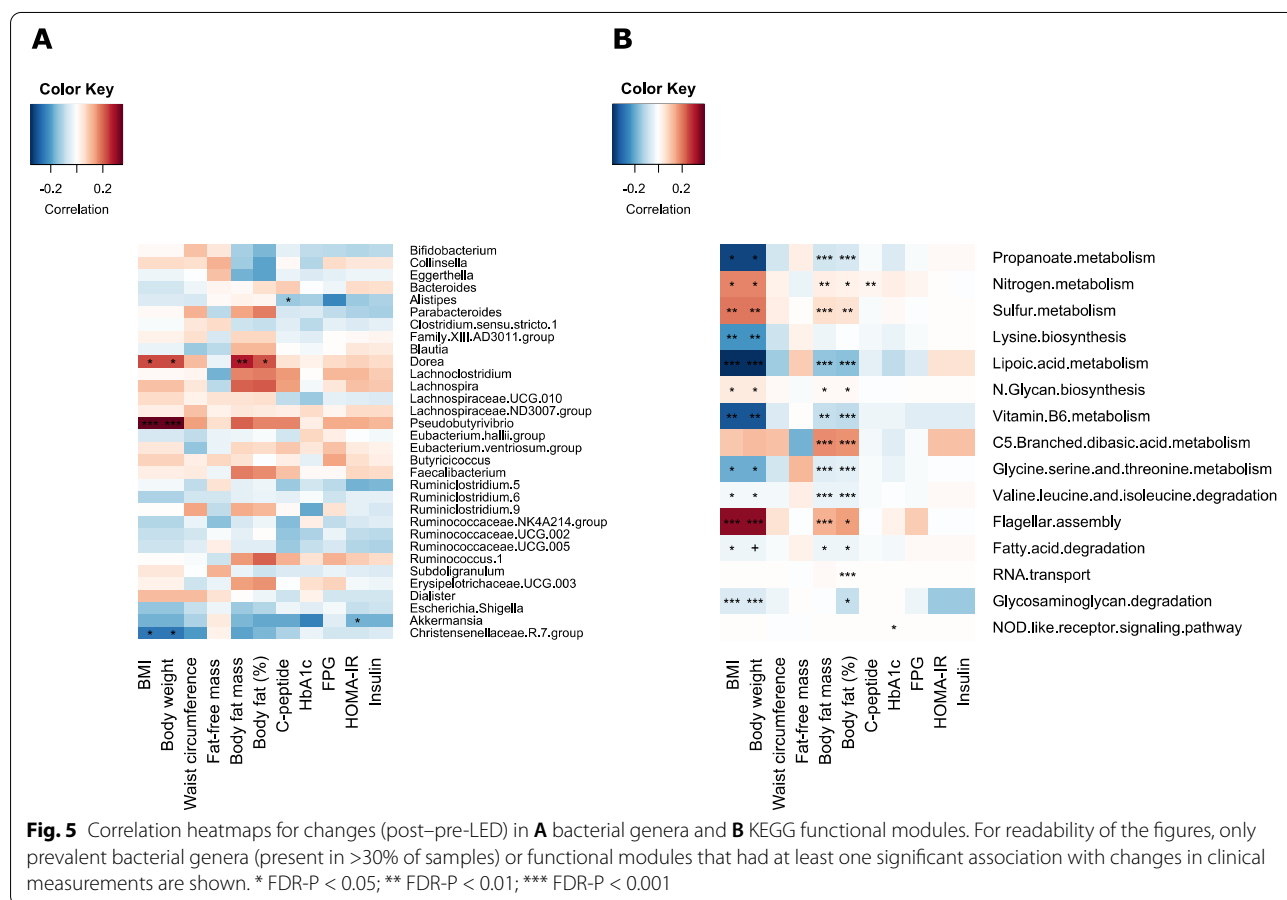 A
Color Key
-0.2 0.2
Correlation
Bifidobacterium
Collinsella
Eggerthella
Bacteroides
* Alistipes
Parabacteroides
Clostridium.sensu.stricto.1
Family.XIII.AD3011.group
Blautia
* * ** * Dorea
Lachnoclostridium
Lachnospira
Lachnospiraceae.UCG.010
Lachnospiraceae.ND3007.group
*** *** Pseudobutyrivibrio
Eubacterium.hallii.group
Eubacterium.ventriosum.group
Butyricicoccus
Faecalibacterium
Ruminiclostridium.5
Ruminiclostridium.6
Ruminiclostridium.9
Ruminococcaceae.NK4A214.group
Ruminococcaceae.UCG.002
Ruminococcaceae.UCG.005
Ruminococcus.1
Subdoligranulum
Erysipelotrichaceae.UCG.003
Dialister
Escherichia.Shigella
* Akkermansia
* * Christensenellaceae.R.7.group
BMI
Body weight
Waist circumference
Fat-free mass
Body fat mass
Body fat (%)
C-peptide
HbA1c
FPG
HOMA-IR
Insulin
B
Color Key
-0.2 0.2
Correlation
* * *** *** Propanoate.metabolism
* * ** * ** Nitrogen.metabolism
** ** *** ** Sulfur.metabolism
** ** Lysine.biosynthesis
*** *** *** *** Lipoic.acid.metabolism
* * * * N.Glycan.biosynthesis
** ** ** *** Vitamin.B6.metabolism
*** *** C5.Branched.dibasic.acid.metabolism
* * *** *** Glycine.serine.and.threonine.metabolism
* * *** *** Valine.leucine.and.isoleucine.degradation
*** *** *** * Flagellar.assembly
* + * * Fatty.acid.degradation
*** RNA.transport
*** *** * Glycosaminoglycan.degradation
* NOD.like.receptor.signaling.pathway
BMI
Body weight
Waist circumference
Fat-free mass
Body fat mass
Body fat (%)
C-peptide
HbA1c
FPG
HOMA-IR
Insulin
Fig. 5 Correlation heatmaps for changes (post–pre-LED) in A bacterial genera and B KEGG functional modules. For readability of the figures, only
prevalent bacterial genera (present in >30% of samples) or functional modules that had at least one significant association with changes in clinical
measurements are shown. * FDR-P < 0.05; ** FDR-P < 0.01; *** FDR-P < 0.001